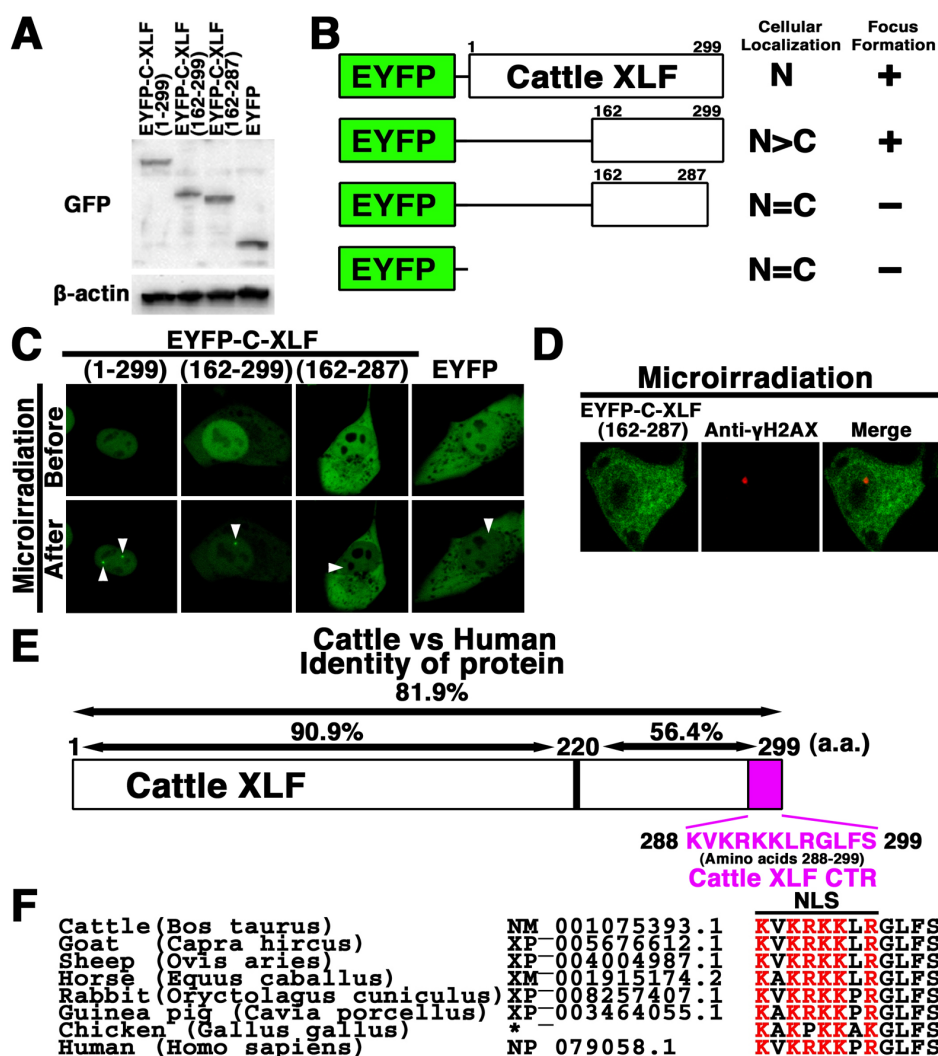 A
EYFP-C-XLF (1-299)
EYFP-C-XLF (162-299)
EYFP-C-XLF (162-287)
EYFP
GFP
β-actin
B
Cellular Localization
Focus Formation
1 299
EYFP Cattle XLF N +
162 299
EYFP N>C +
162 287
EYFP N=C −
EYFP N=C −
C
EYFP-C-XLF
(1-299) (162-299) (162-287) EYFP
Microirradiation
Before
After
D
Microirradiation
EYFP-C-XLF
(162-287) Anti-γH2AX Merge
E
Cattle vs Human
Identity of protein
81.9%
90.9% 56.4%
1 220 299 (a.a.)
Cattle XLF
288 KVKRKKLRGLFS 299
(Amino acids 288-299)
Cattle XLF CTR
F
NLS
Cattle(Bos taurus) NM_001075393.1 KVKRKKLRGLFS
Goat (Capra hircus) XP_005676612.1 KVKRKKLRGLFS
Sheep (Ovis aries) XP_004004987.1 KVKRKKLRGLFS
Horse (Equus caballus) XM_001915174.2 KAKRKKLRGLFS
Rabbit(Oryctolagus cuniculus) XP_008257407.1 KVKRKKPRGLFS
Guinea pig (Cavia porcellus) XP_003464055.1 KAKRKKPRGLFS
Chicken (Gallus gallus) * KAKPKKAKGLFS
Human (Homo sapiens) NP_079058.1 KVKRKKPRGLFS